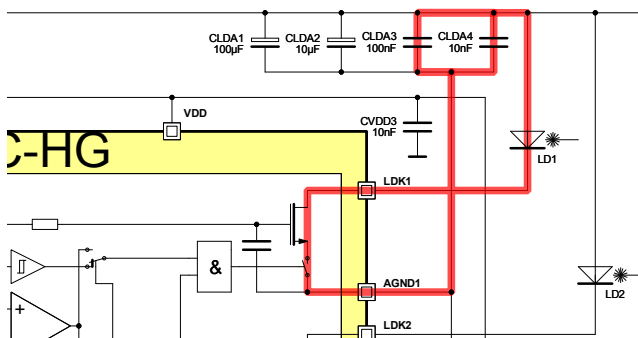 CLDA1
100µF
CLDA2
10µF
CLDA3
100nF
CLDA4
10nF
VDD
CVDD3
10nF
C-HG
LD1
LDK1
&
AGND1
LD2
+
LDK2